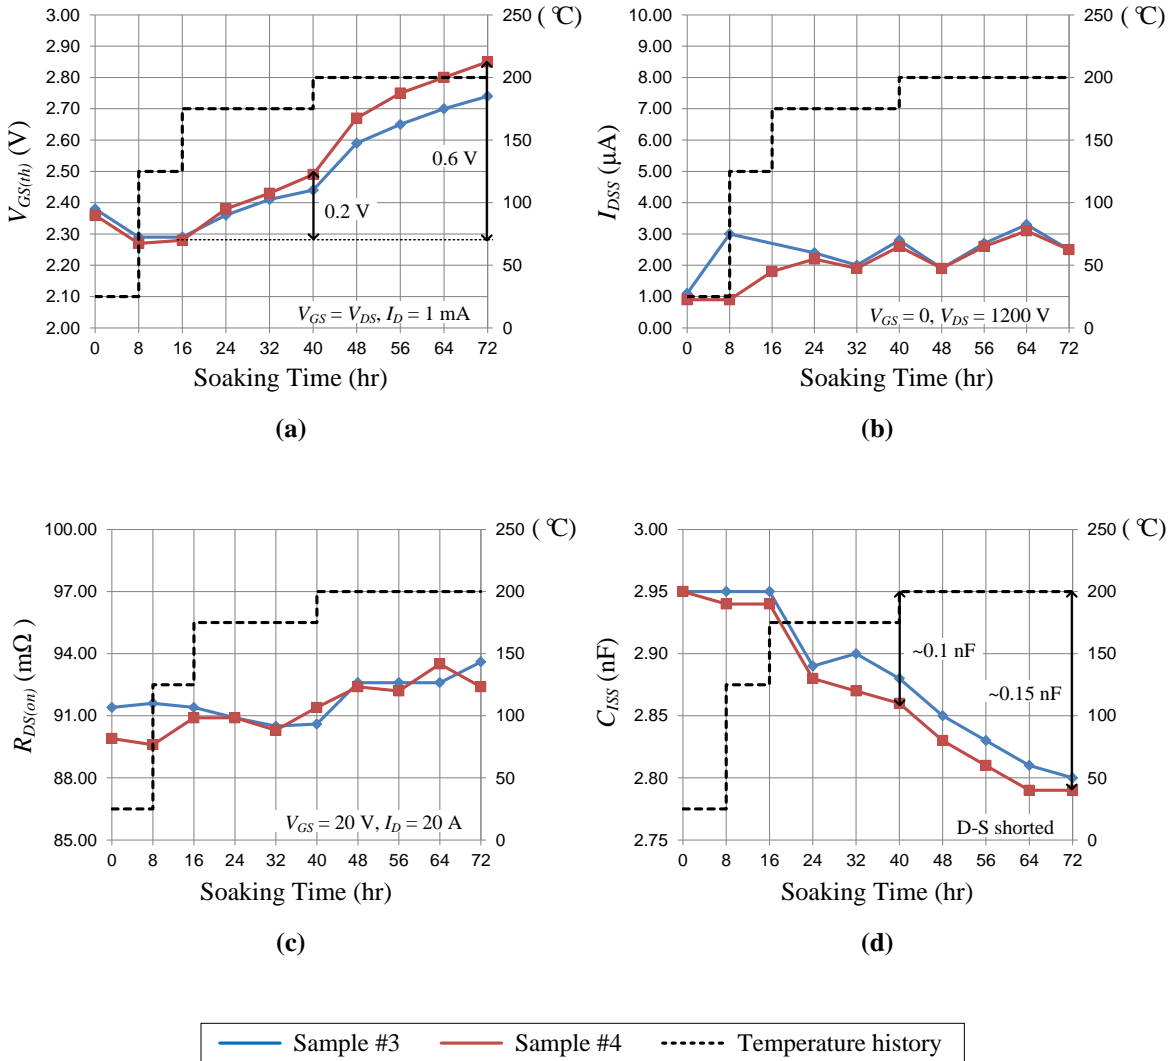 3.00
2.90
2.80
2.70
2.60
2.50
2.40
2.30
2.20
2.10
2.00
V_GS(th) (V)
250
200
150
100
50
0
(℃)
0.6 V
0.2 V
V_GS = V_DS, I_D = 1 mA
0 8 16 24 32 40 48 56 64 72
Soaking Time (hr)
(a)
10.00
9.00
8.00
7.00
6.00
5.00
4.00
3.00
2.00
1.00
0.00
I_DSS (µA)
250
200
150
100
50
0
(℃)
V_GS = 0, V_DS = 1200 V
0 8 16 24 32 40 48 56 64 72
Soaking Time (hr)
(b)
100.00
97.00
94.00
91.00
88.00
85.00
R_DS(on) (mΩ)
250
200
150
100
50
0
(℃)
V_GS = 20 V, I_D = 20 A
0 8 16 24 32 40 48 56 64 72
Soaking Time (hr)
(c)
3.00
2.95
2.90
2.85
2.80
2.75
C_ISS (nF)
250
200
150
100
50
0
(℃)
~0.1 nF
~0.15 nF
D-S shorted
0 8 16 24 32 40 48 56 64 72
Soaking Time (hr)
(d)
Sample #3 Sample #4 Temperature history